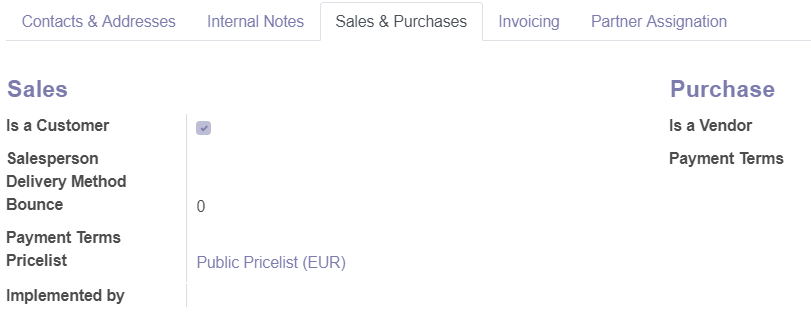 Contacts & Addresses Internal Notes Sales & Purchases Invoicing Partner Assignation
Sales Purchase
Is a Customer Is a Vendor
Salesperson Payment Terms
Delivery Method
Bounce 0
Payment Terms
Pricelist Public Pricelist (EUR)
Implemented by